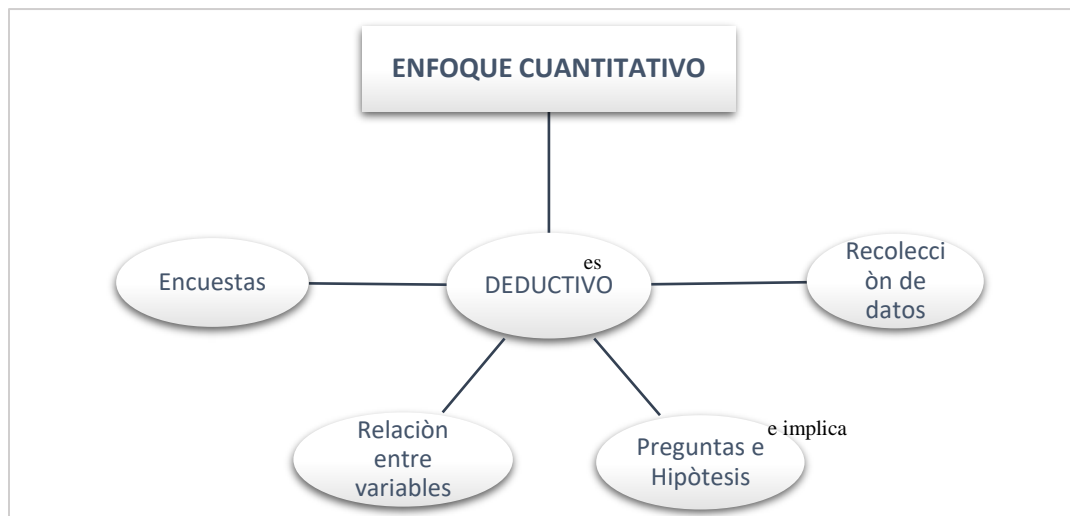 ENFOQUE CUANTITATIVO
es
DEDUCTIVO
Encuestas
Recolecci
òn de
datos
Relaciòn
entre
variables
e implica
Preguntas e
Hipòtesis